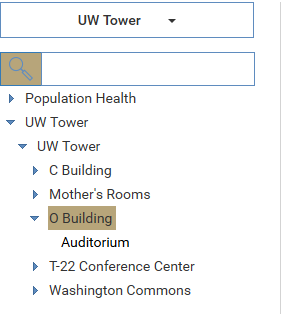 UW Tower
Population Health
UW Tower
UW Tower
C Building
Mother's Rooms
O Building
Auditorium
T-22 Conference Center
Washington Commons